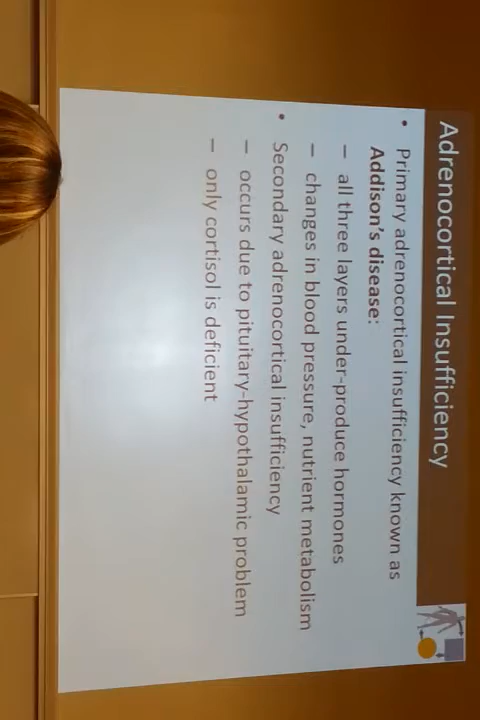 Adrenocortical Insufficiency
• Primary adrenocortical insufficiency known as
Addison's disease:
– all three layers under-produce hormones
– changes in blood pressure, nutrient metabolism
• Secondary adrenocortical insufficiency
– occurs due to pituitary-hypothalamic problem
– only cortisol is deficient